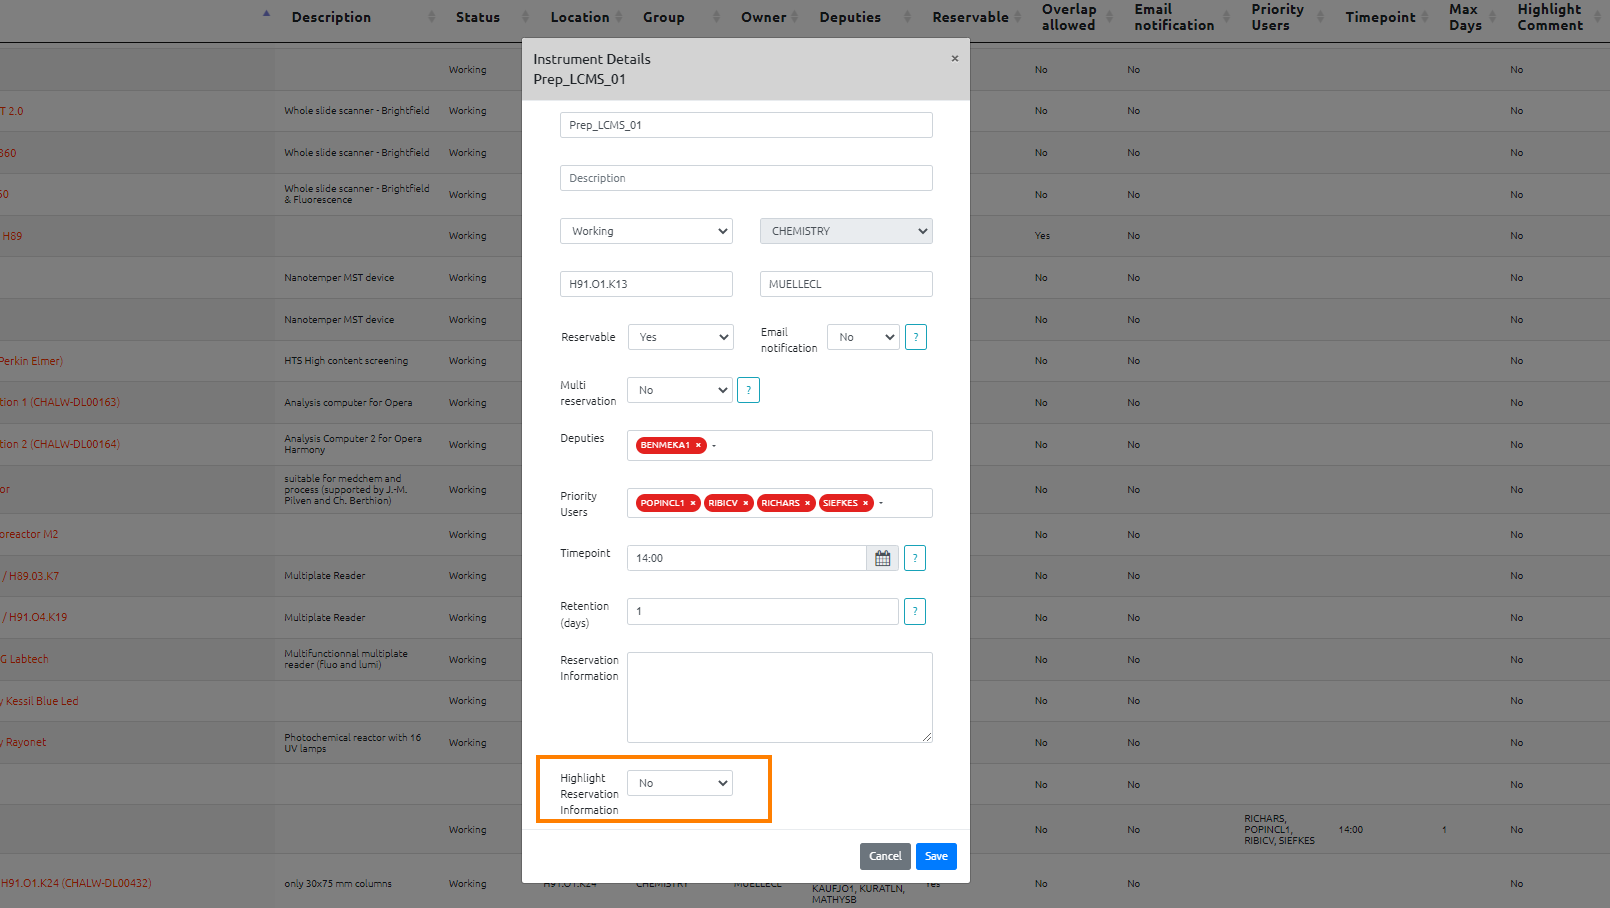 Description Status Location Group Owner Deputies Reservable Overlap allowed Email notification Priority Users Timepoint Max Days Highlight Comment
Working No No No
T 2.0 Whole slide scanner - Brightfield Working No No No
360 Whole slide scanner - Brightfield Working No No No
60 Whole slide scanner - Brightfield & Fluorescence Working No No No
H89 Working Yes No No
Nanotemper MST device Working No No No
Nanotemper MST device Working No No No
Perkin Elmer) HTS High content screening Working No No No
tion 1 (CHALW-DL00163) Analysis computer for Opera Working No No No
tion 2 (CHALW-DL00164) Analysis Computer 2 for Opera Harmony Working No No No
or suitable for medchem and process (supported by J.-M. Pilven and Ch. Berthion) Working No No No
oreactor M2 Working No No No
/ H89.03.K7 Multiplate Reader Working No No No
/ H91.O4.K19 Multiplate Reader Working No No No
G Labtech Multifunctionnal multiplate reader (fluo and lumi) Working No No No
y Kessil Blue Led Working No No No
y Rayonet Photochemical reactor with 16 UV lamps Working No No No
No No No
Working No No RICHARS, POPINCL1, RIBICV, SIEFKES 14:00 1 No
H91.O1.K24 (CHALW-DL00432) only 30x75 mm columns Working H91.O1.K24 CHEMISTRY MUELLECL KAUFJO1, KURATLN, MATHYSB Yes No No No
Instrument Details
Prep_LCMS_01
×
Prep_LCMS_01
Description
Working CHEMISTRY
H91.O1.K13 MUELLECL
Reservable Yes Email notification No ?
Multi reservation No ?
Deputies BENMEKA1 ×
Priority Users POPINCL1 × RIBICV × RICHARS × SIEFKES ×
Timepoint 14:00 ?
Retention (days) 1 ?
Reservation Information
Highlight Reservation Information No
Cancel Save